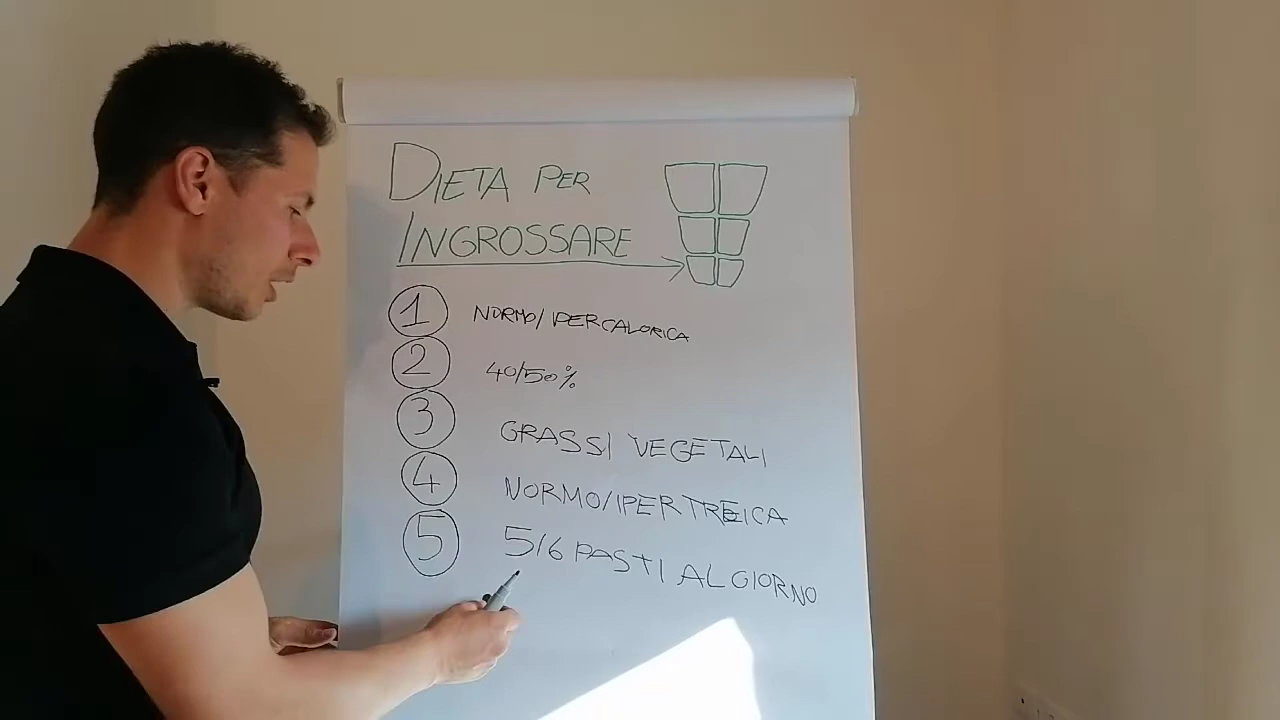 DIETA PER
INGROSSARE
1 NORMO/IPERCALORICA
2 40/50%
3 GRASSI VEGETALI
4 NORMO/IPERTREICA
5 5/6 PASTI AL GIORNO